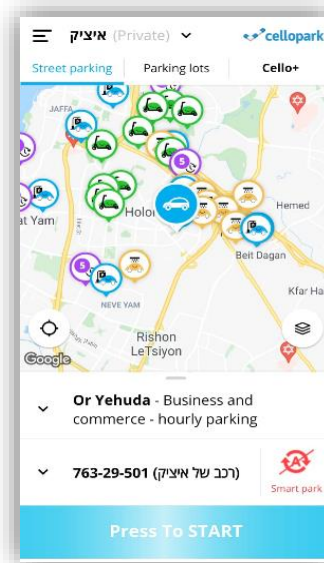 איציק (Private)
cellopark
Street parking
Parking lots
Cello+
JAFFA
at Yam
Holo
Hemed
Beit Dagan
Kfar Ha
NEVE YAM
Rishon
LeTsiyon
Google
Or Yehuda - Business and
commerce - hourly parking
763-29-501 (רכב של איציק)
A
Smart park
Press To START